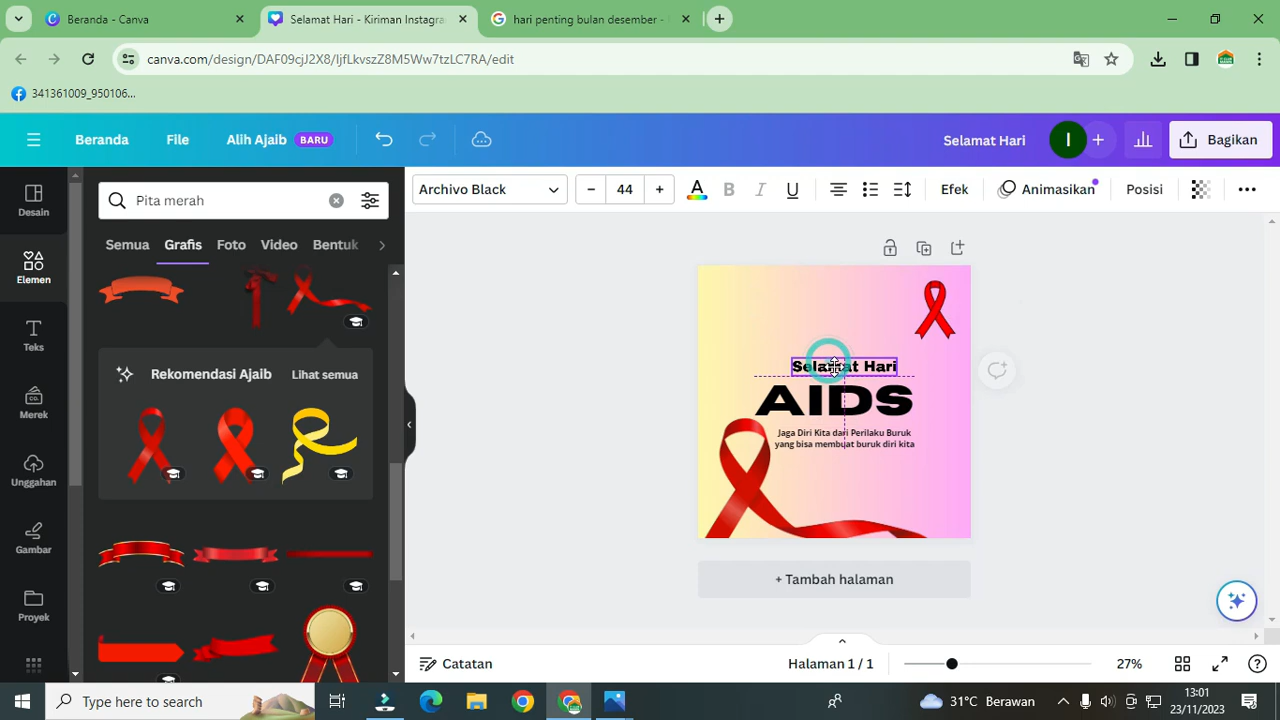 Beranda - Canva
Selamat Hari - Kiriman Instagra
hari penting bulan desember -
canva.com/design/DAF09cjJ2X8/IjfLkvszZ8M5Ww7tzLC7RA/edit
341361009_950106...
Beranda
File
Alih Ajaib
BARU
Selamat Hari
I
Bagikan
Desain
Elemen
Teks
Merek
Unggahan
Gambar
Proyek
Pita merah
Semua
Grafis
Foto
Video
Bentuk
Rekomendasi Ajaib
Lihat semua
Archivo Black
44
A
B
I
U
Efek
Animasikan
Posisi
Selamat Hari
AIDS
Jaga Diri Kita dari Perilaku Buruk
yang bisa membuat buruk diri kita
+ Tambah halaman
Catatan
Halaman 1 / 1
27%
Type here to search
31°C Berawan
13:01
23/11/2023